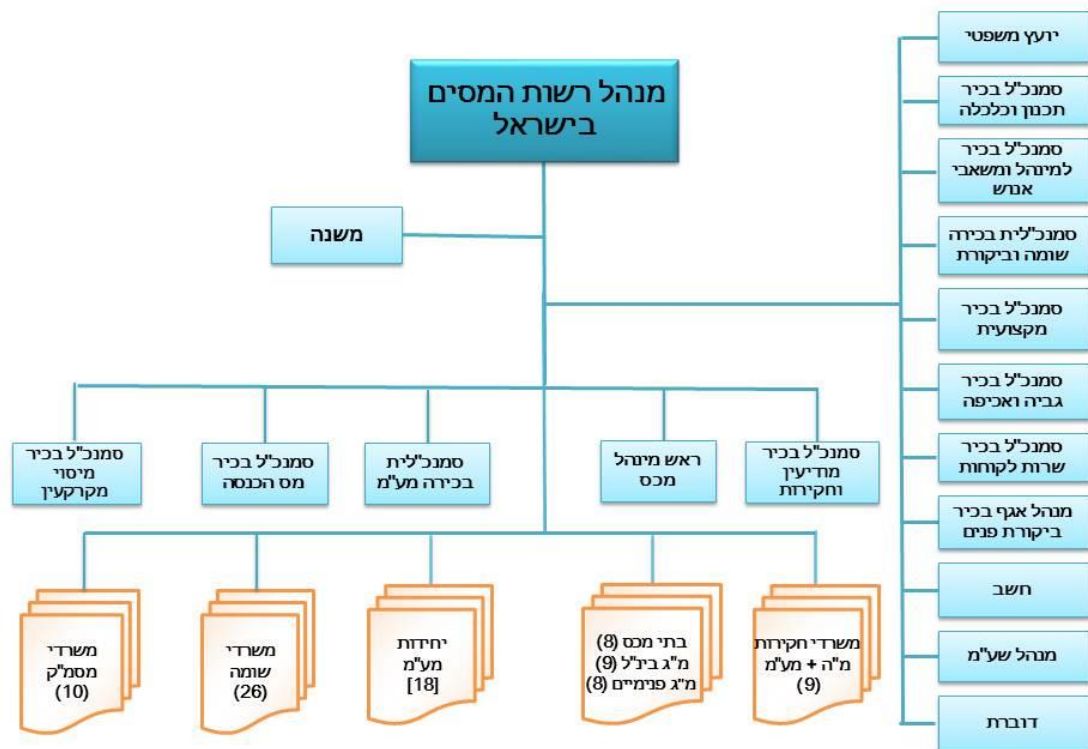 מנהל רשות המסים
בישראל
משנה
יועץ משפטי
סמנכ"ל בכיר
תכנון וכלכלה
סמנכ"ל בכיר
למינהל ומשאבי
אנוש
סמנכ"לית בכירה
שומה וביקורת
סמנכ"ל בכיר
מקצועית
סמנכ"ל בכיר
גביה ואכיפה
סמנכ"ל בכיר
שרות לקוחות
מנהל אגף בכיר
ביקורת פנים
חשב
מנהל שע"מ
דוברת
סמנכ"ל בכיר
מודיעין
וחקירות
ראש מינהל
מכס
סמנכ"לית
בכירה מע"מ
סמנכ"ל בכיר
מס הכנסה
סמנכ"ל בכיר
מיסוי
מקרקעין
משרדי חקירות
מ"ה + מע"מ
(9)
בתי מכס (8)
מ"ג בינ"ל (9)
מ"ג פנימיים (8)
יחידות
מע"מ
[18]
משרדי
שומה
(26)
משרדי
מסמ"ק
(10)